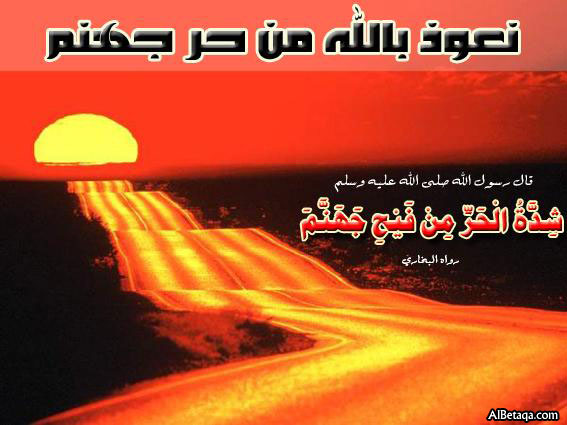 نعوذ بالله من حر جهنم
قال رسول الله صلى الله عليه وسلم
شِدَّةُ الْحَرِّ مِنْ فَيْحِ جَهَنَّمَ
رواه البخاري
AlBetaqa.com